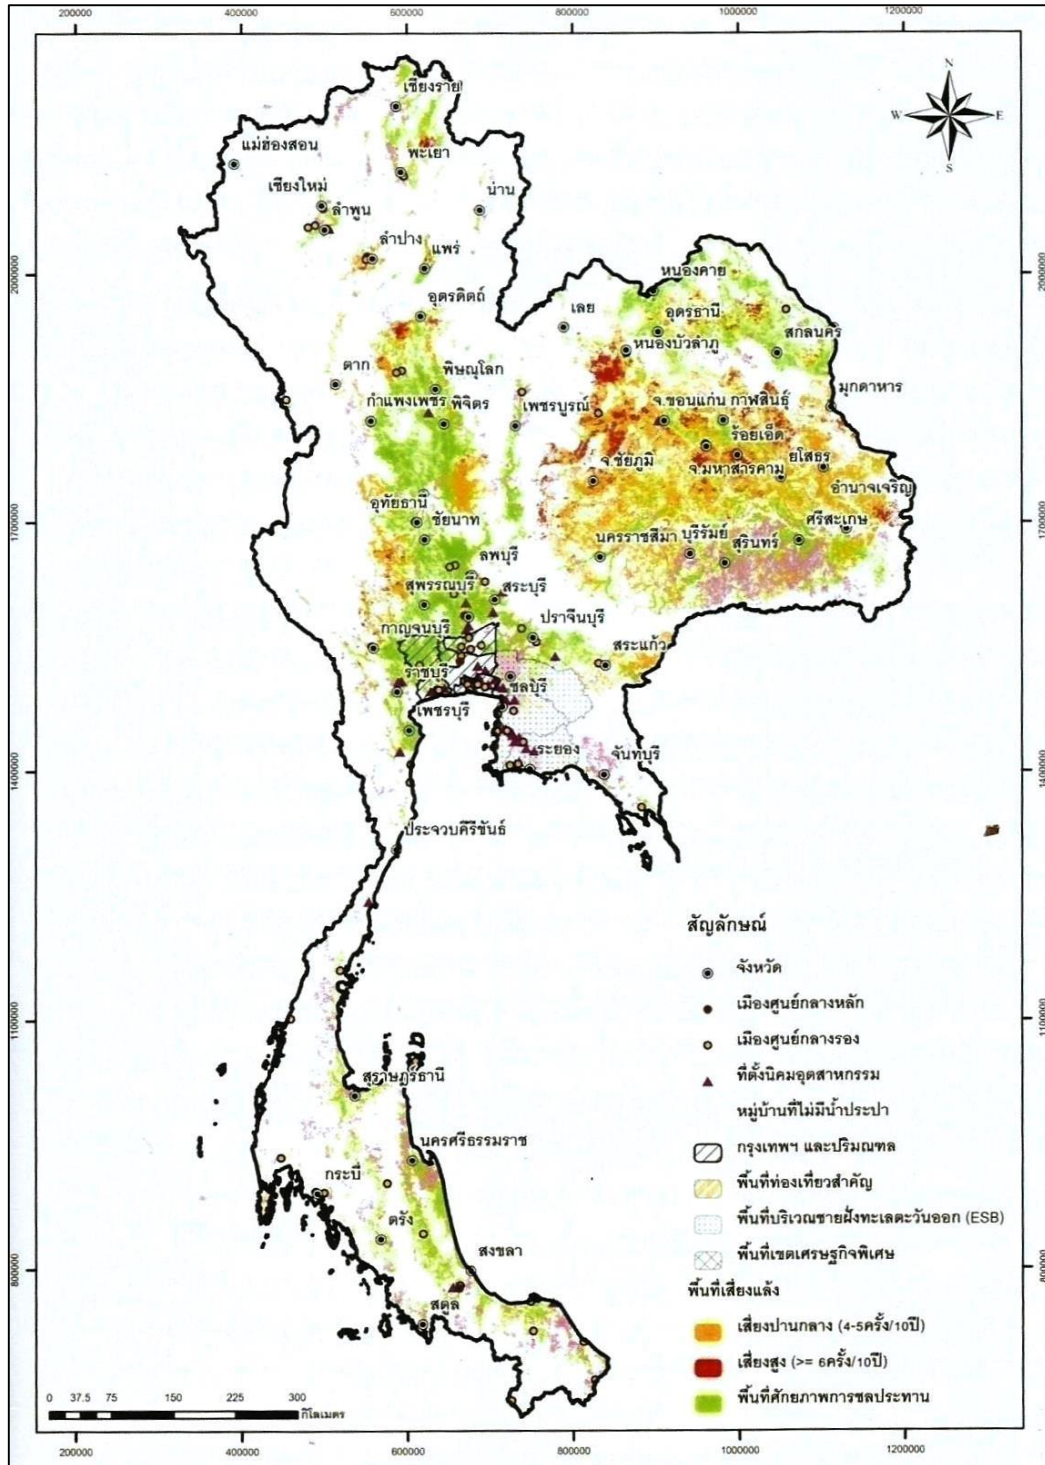 200000 400000 600000 800000 1000000 1200000
N
W E
S
เชียงราย
แม่ฮ่องสอน
พะเยา
เชียงใหม่
น่าน
ลำพูน
ลำปาง
แพร่
2000000 2000000
หนองคาย
อุตรดิตถ์
เลย
อุดรธานี
สกลนคร
หนองบัวลำภู
ตาก
พิษณุโลก
มุกดาหาร
กำแพงเพชร
พิจิตร
เพชรบูรณ์
จ.ขอนแก่น
กาฬสินธุ์
ร้อยเอ็ด
จ.ชัยภูมิ
จ.มหาสารคาม
ยโสธร
อุทัยธานี
อำนาจเจริญ
1700000 1700000
ชัยนาท
ศรีสะเกษ
นครราชสีมา
บุรีรัมย์
สุรินทร์
ลพบุรี
สุพรรณบุรี
สระบุรี
ปราจีนบุรี
กาญจนบุรี
สระแก้ว
ราชบุรี
ชลบุรี
เพชรบุรี
ระยอง
จันทบุรี
1400000 1400000
ประจวบคีรีขันธ์
สัญลักษณ์
จังหวัด
เมืองศูนย์กลางหลัก
1100000 1100000
เมืองศูนย์กลางรอง
สุราษฎร์ธานี
ที่ตั้งนิคมอุตสาหกรรม
หมู่บ้านที่ไม่มีน้ำประปา
นครศรีธรรมราช
กรุงเทพฯ และปริมณฑล
กระบี่
พื้นที่ท่องเที่ยวสำคัญ
ตรัง
พื้นที่บริเวณชายฝั่งทะเลตะวันออก (ESB)
สงขลา
พื้นที่เขตเศรษฐกิจพิเศษ
800000 800000
พื้นที่เสี่ยงแล้ง
สตูล
เสี่ยงปานกลาง (4-5ครั้ง/10ปี)
เสี่ยงสูง (>= 6ครั้ง/10ปี)
พื้นที่ศักยภาพการชลประทาน
0 37.5 75 150 225 300
กิโลเมตร
200000 400000 600000 800000 1000000 1200000